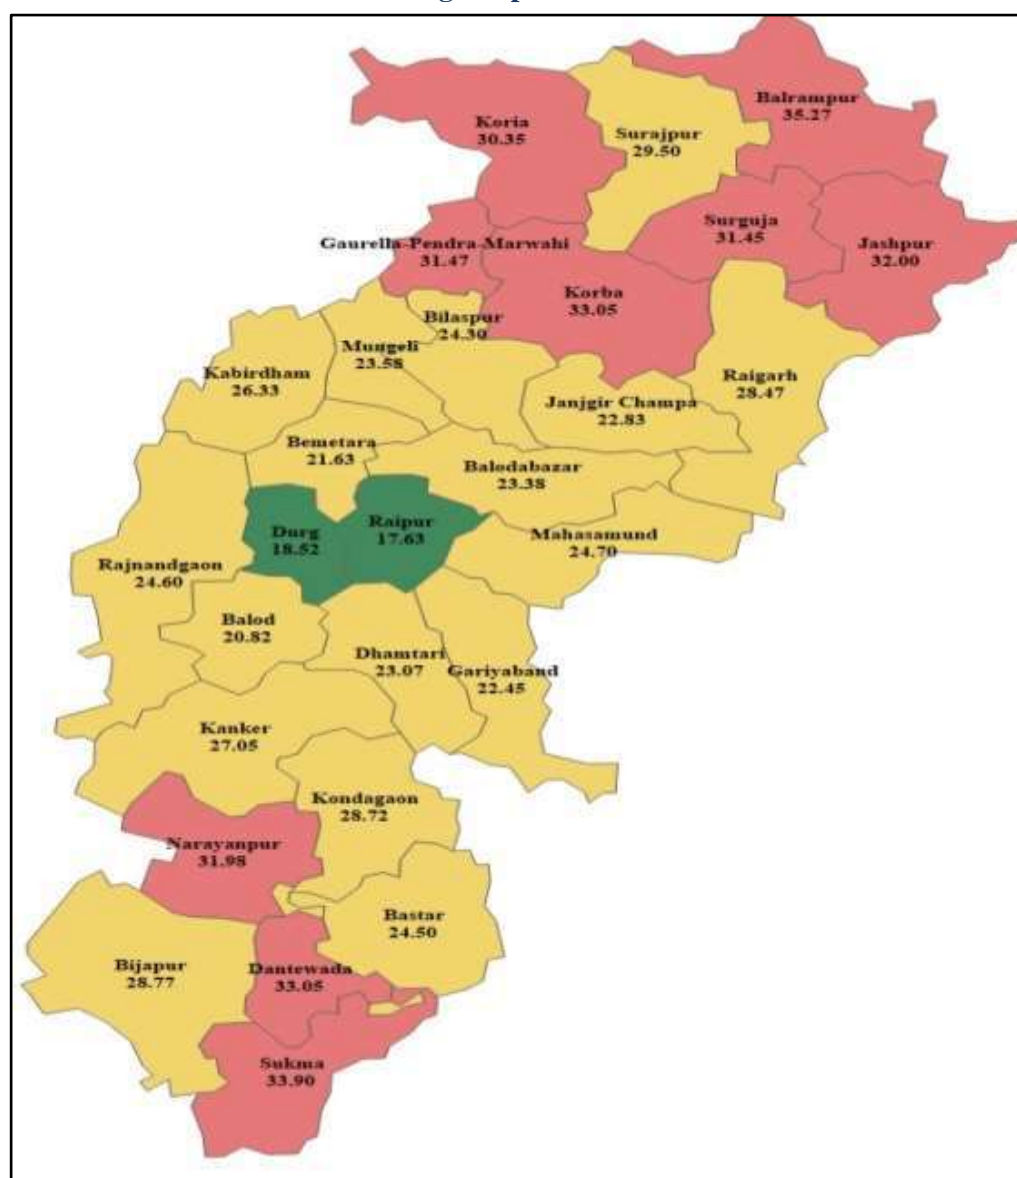 Balrampur
35.27
Koria
30.35
Surajpur
29.50
Surguja
31.45
Jashpur
32.00
Gaurella-Pendra-Marwahi
31.47
Korba
33.05
Bilaspur
24.30
Mungeli
23.58
Kabirdham
26.33
Raigarh
28.47
Janjgir Champa
22.83
Bemetara
21.63
Balodabazar
23.38
Durg
18.52
Raipur
17.63
Mahasamund
24.70
Rajnandgaon
24.60
Balod
20.82
Dhamtari
23.07
Gariyaband
22.45
Kanker
27.05
Kondagaon
28.72
Narayanpur
31.98
Bastar
24.50
Bijapur
28.77
Dantewada
33.05
Sukma
33.90